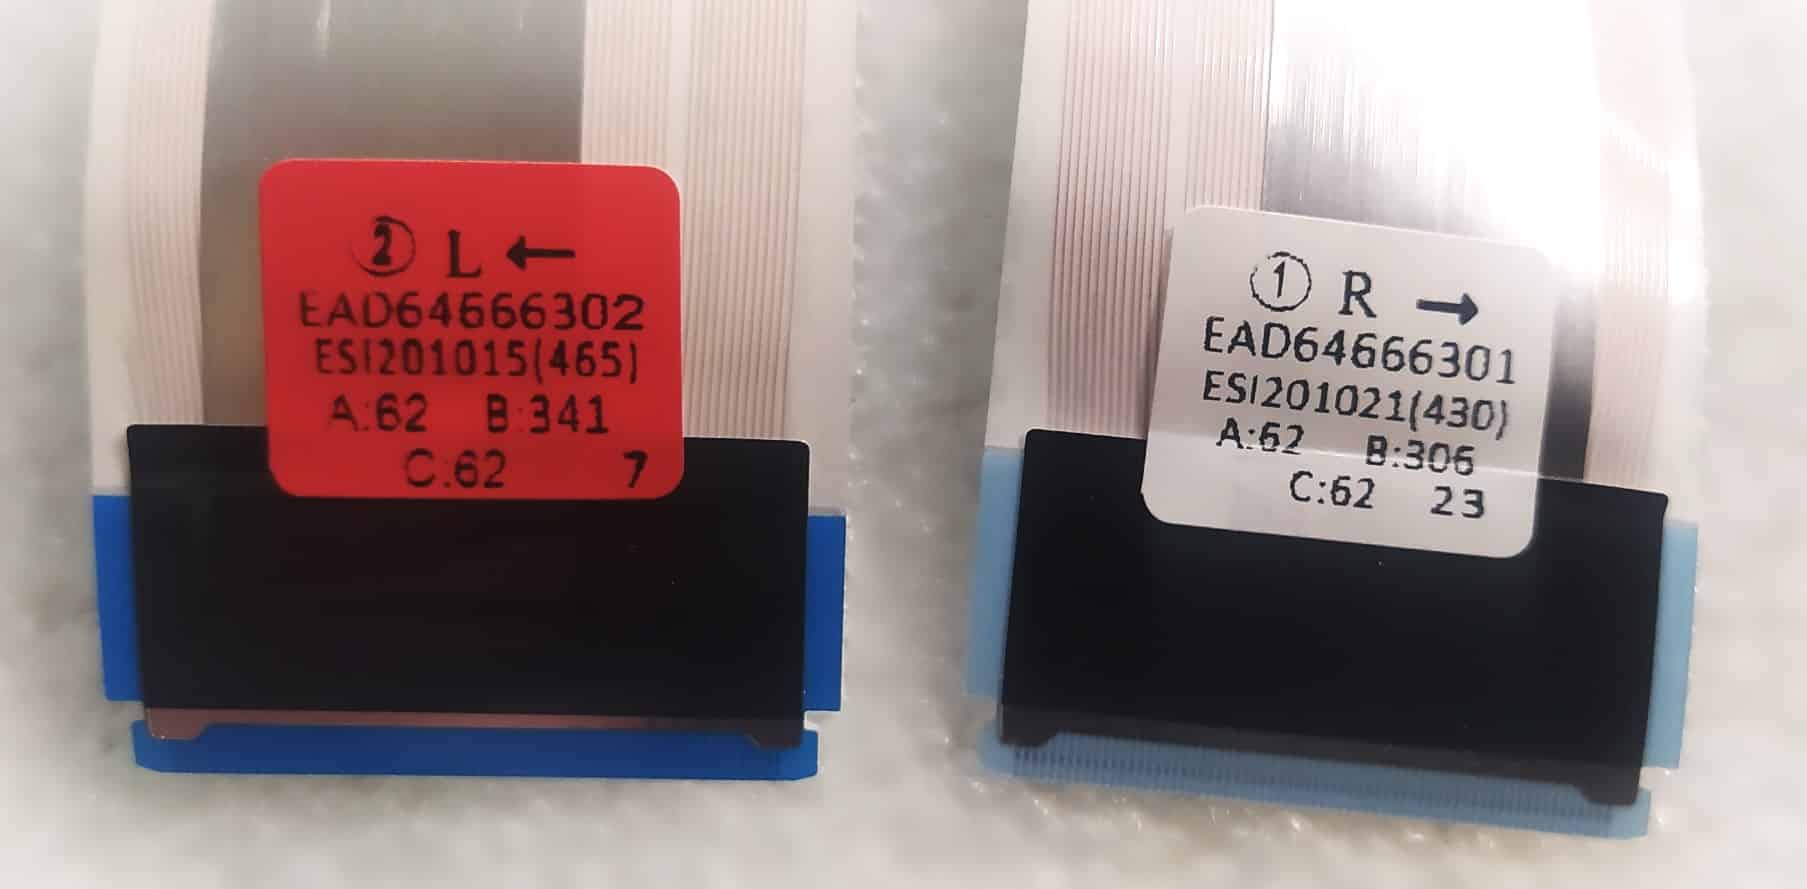 ② L ←
EAD64666302
ESI201015(465)
A:62 B:341
C:62 7
① R →
EAD64666301
ESI201021(430)
A:62 B:306
C:62 23